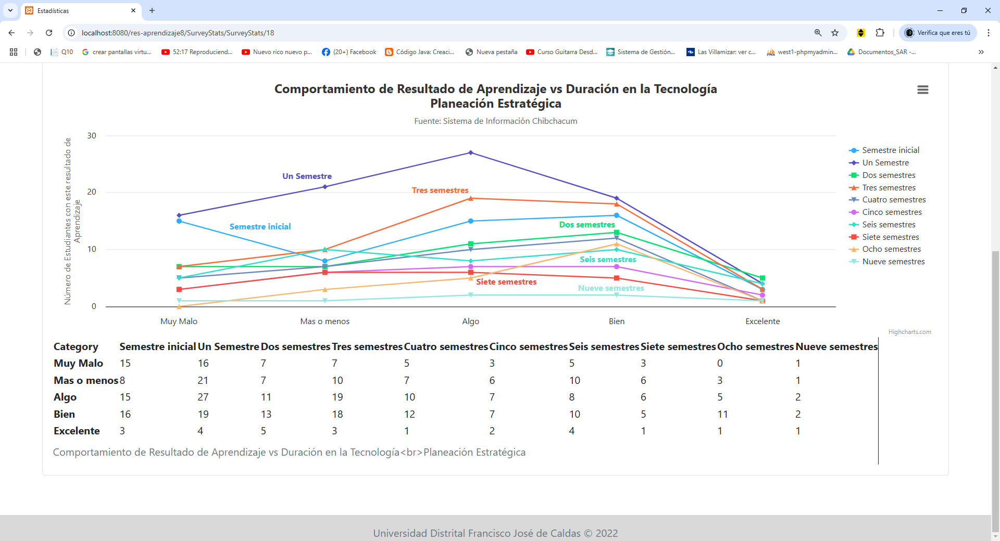 Estadísticas
localhost:8080/res-aprendizaje8/SurveyStats/SurveyStats/18
Verifica que eres tú
Q10 crear pantallas virtu... 52:17 Reproduciend... Nuevo rico nuevo p... (20+) Facebook Código Java: Creaci... Nueva pestaña Curso Guitarra Desd... Sistema de Gestión... Las Villamizar: ver c... west1-phpmyadmin... Documentos_SAR -...
Comportamiento de Resultado de Aprendizaje vs Duración en la Tecnología
Planeación Estratégica
Fuente: Sistema de Información Chibchacum
Número de Estudiantes con este resultado de
Aprendizaje
30
20
10
0
Un Semestre
Tres semestres
Semestre inicial
Dos semestres
Seis semestres
Siete semestres
Nueve semestres
Muy Malo Mas o menos Algo Bien Excelente
Semestre inicial
Un Semestre
Dos semestres
Tres semestres
Cuatro semestres
Cinco semestres
Seis semestres
Siete semestres
Ocho semestres
Nueve semestres
Highcharts.com
Category Semestre inicial Un Semestre Dos semestres Tres semestres Cuatro semestres Cinco semestres Seis semestres Siete semestres Ocho semestres Nueve semestres
Muy Malo 15 16 7 7 5 3 5 3 0 1
Mas o menos 8 21 7 10 7 6 10 6 3 1
Algo 15 27 11 19 10 7 8 6 5 2
Bien 16 19 13 18 12 7 10 5 11 2
Excelente 3 4 5 3 1 2 4 1 1 1
Comportamiento de Resultado de Aprendizaje vs Duración en la Tecnología<br>Planeación Estratégica
Universidad Distrital Francisco José de Caldas © 2022